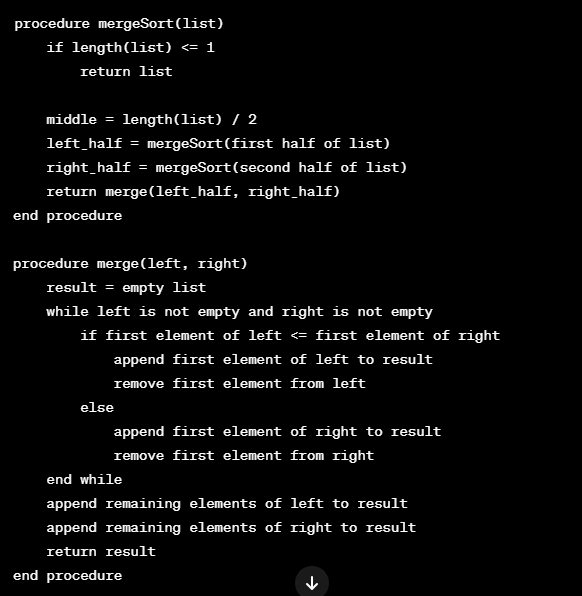 procedure mergeSort(list)
    if length(list) <= 1
        return list

    middle = length(list) / 2
    left_half = mergeSort(first half of list)
    right_half = mergeSort(second half of list)
    return merge(left_half, right_half)
end procedure

procedure merge(left, right)
    result = empty list
    while left is not empty and right is not empty
        if first element of left <= first element of right
            append first element of left to result
            remove first element from left
        else
            append first element of right to result
            remove first element from right
    end while
    append remaining elements of left to result
    append remaining elements of right to result
    return result
end procedure